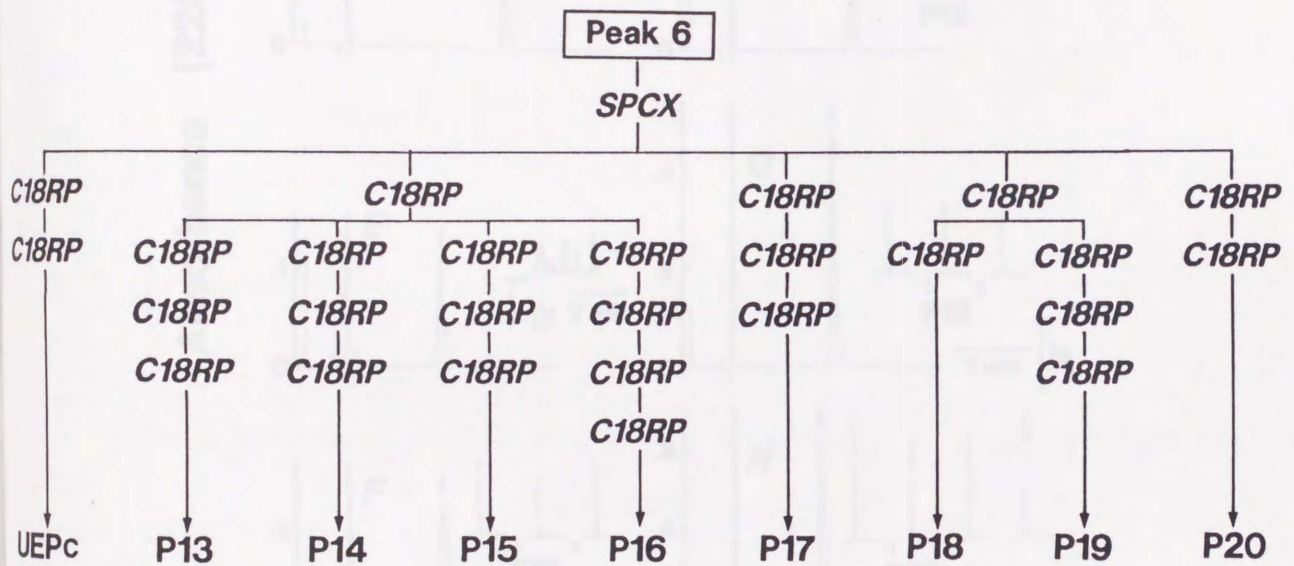 Peak 6
SPCX
C18RP C18RP C18RP C18RP C18RP
C18RP C18RP C18RP C18RP C18RP C18RP C18RP C18RP C18RP
C18RP C18RP C18RP C18RP C18RP C18RP
C18RP C18RP C18RP C18RP C18RP
C18RP
UEPc P13 P14 P15 P16 P17 P18 P19 P20